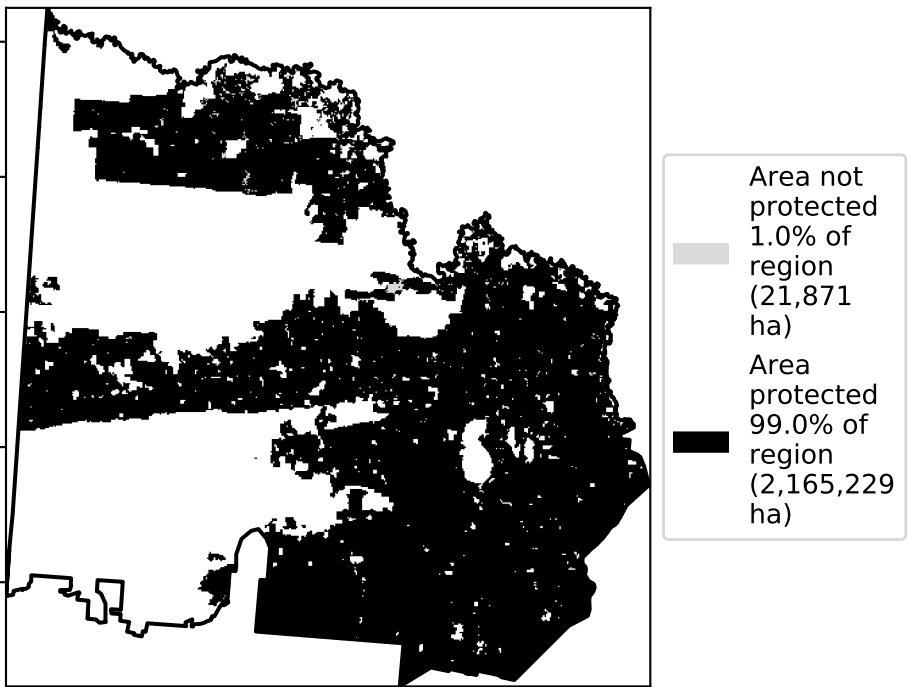 Area not
protected
1.0% of
region
(21,871
ha)
Area
protected
99.0% of
region
(2,165,229
ha)